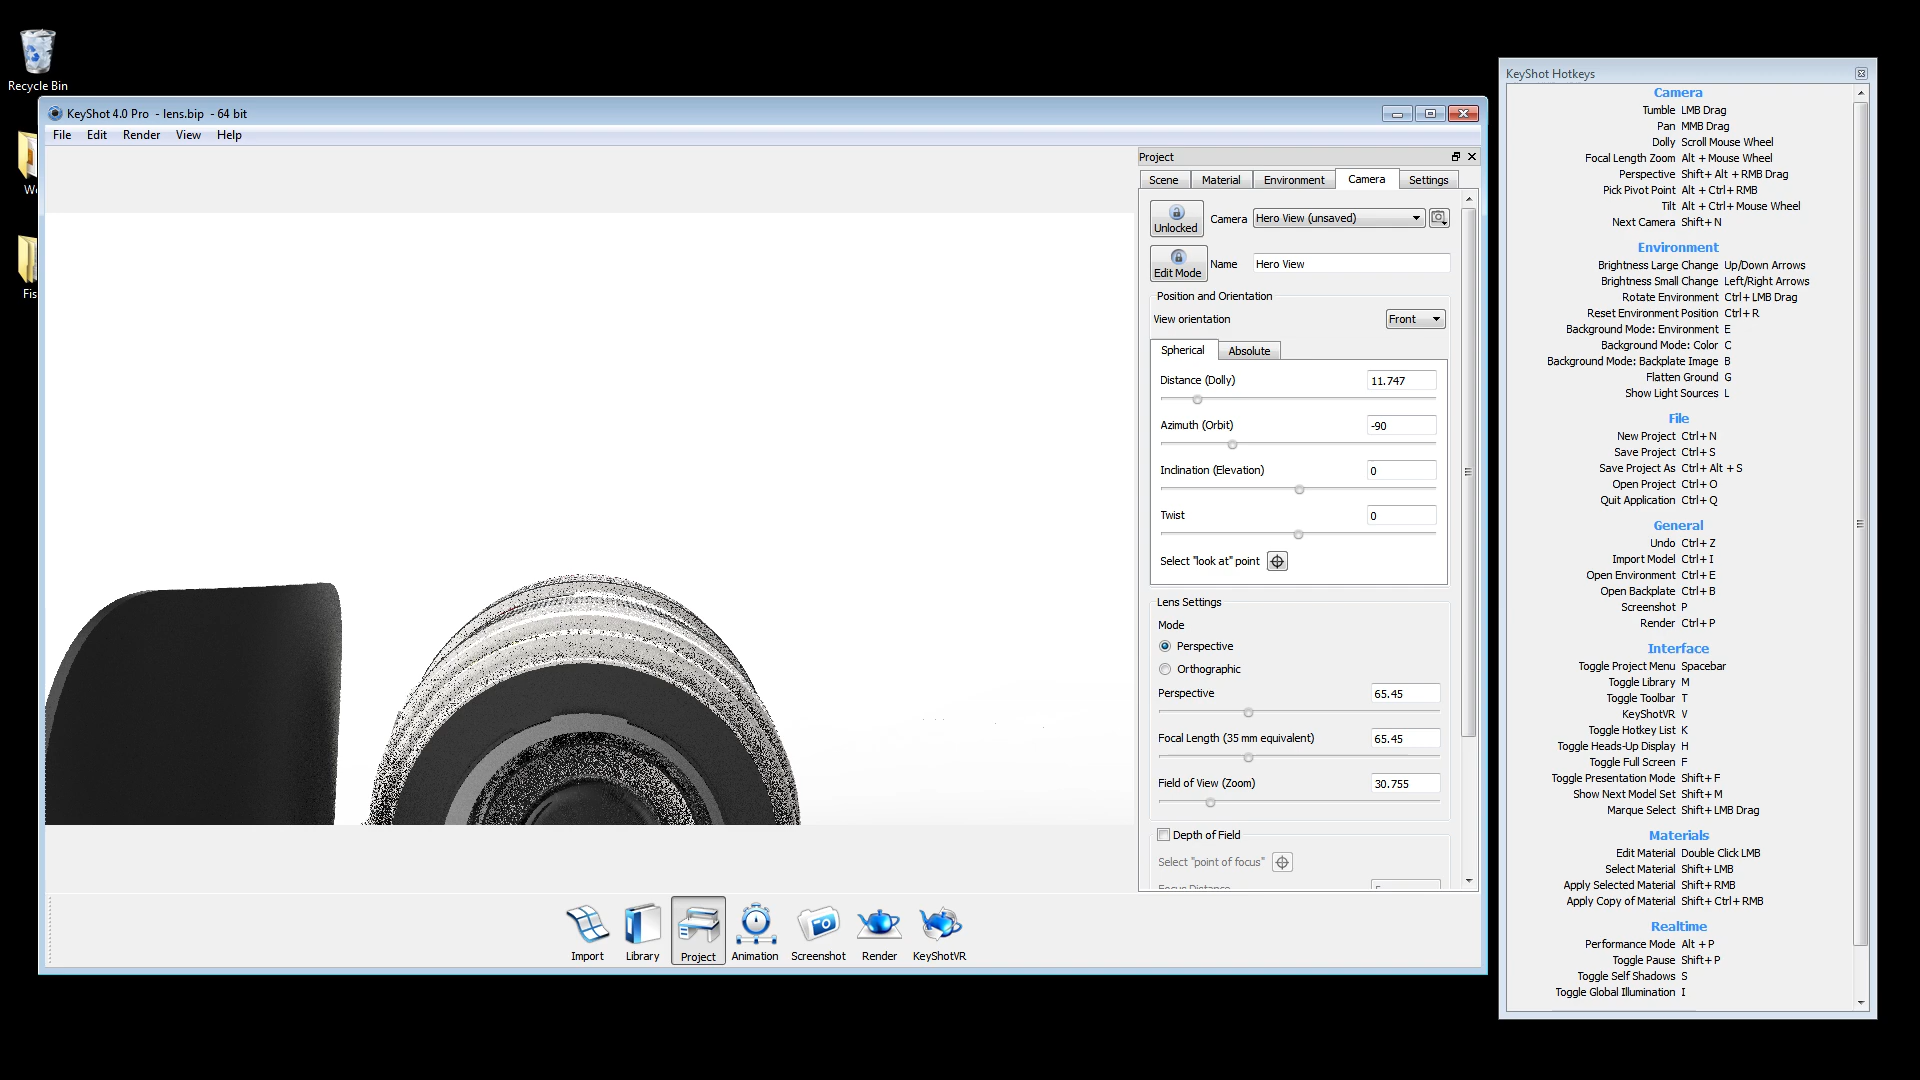 Recycle Bin
Fis
KeyShot 4.0 Pro - lens.bip - 64 bit
File Edit Render View Help
Project
Scene Material Environment Camera Settings
Unlocked Camera Hero View (unsaved)
Edit Mode Name Hero View
Position and Orientation
View orientation Front
Spherical Absolute
Distance (Dolly) 11.747
Azimuth (Orbit) -90
Inclination (Elevation) 0
Twist 0
Select "look at" point
Lens Settings
Mode
Perspective
Orthographic
Perspective 65.45
Focal Length (35 mm equivalent) 65.45
Field of View (Zoom) 30.755
Depth of Field
Select "point of focus"
Focus Distance
Import Library Project Animation Screenshot Render KeyShotVR
KeyShot Hotkeys
Camera
Tumble LMB Drag
Pan MMB Drag
Dolly Scroll Mouse Wheel
Focal Length Zoom Alt + Mouse Wheel
Perspective Shift+ Alt + RMB Drag
Pick Pivot Point Alt + Ctrl+ RMB
Tilt Alt + Ctrl+ Mouse Wheel
Next Camera Shift+ N
Environment
Brightness Large Change Up/Down Arrows
Brightness Small Change Left/Right Arrows
Rotate Environment Ctrl+ LMB Drag
Reset Environment Position Ctrl+ R
Background Mode: Environment E
Background Mode: Color C
Background Mode: Backplate Image B
Flatten Ground G
Show Light Sources L
File
New Project Ctrl+ N
Save Project Ctrl+ S
Save Project As Ctrl+ Alt + S
Open Project Ctrl+ O
Quit Application Ctrl+ Q
General
Undo Ctrl+ Z
Import Model Ctrl+ I
Open Environment Ctrl+ E
Open Backplate Ctrl+ B
Screenshot P
Render Ctrl+ P
Interface
Toggle Project Menu Spacebar
Toggle Library M
Toggle Toolbar T
KeyShotVR V
Toggle Hotkey List K
Toggle Heads-Up Display H
Toggle Full Screen F
Toggle Presentation Mode Shift+ F
Show Next Model Set Shift+ M
Marque Select Shift+ LMB Drag
Materials
Edit Material Double Click LMB
Select Material Shift+ LMB
Apply Selected Material Shift+ RMB
Apply Copy of Material Shift+ Ctrl+ RMB
Realtime
Performance Mode Alt + P
Toggle Pause Shift+ P
Toggle Self Shadows S
Toggle Global Illumination I